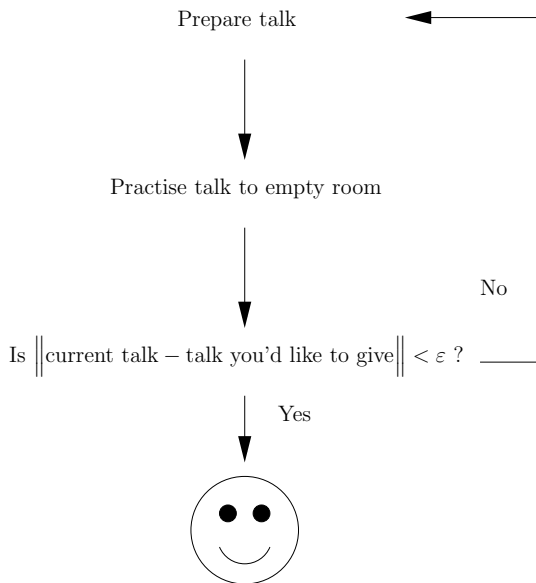 Prepare talk
Practise talk to empty room
No
Is ‖current talk − talk you'd like to give‖ < ε ?
Yes